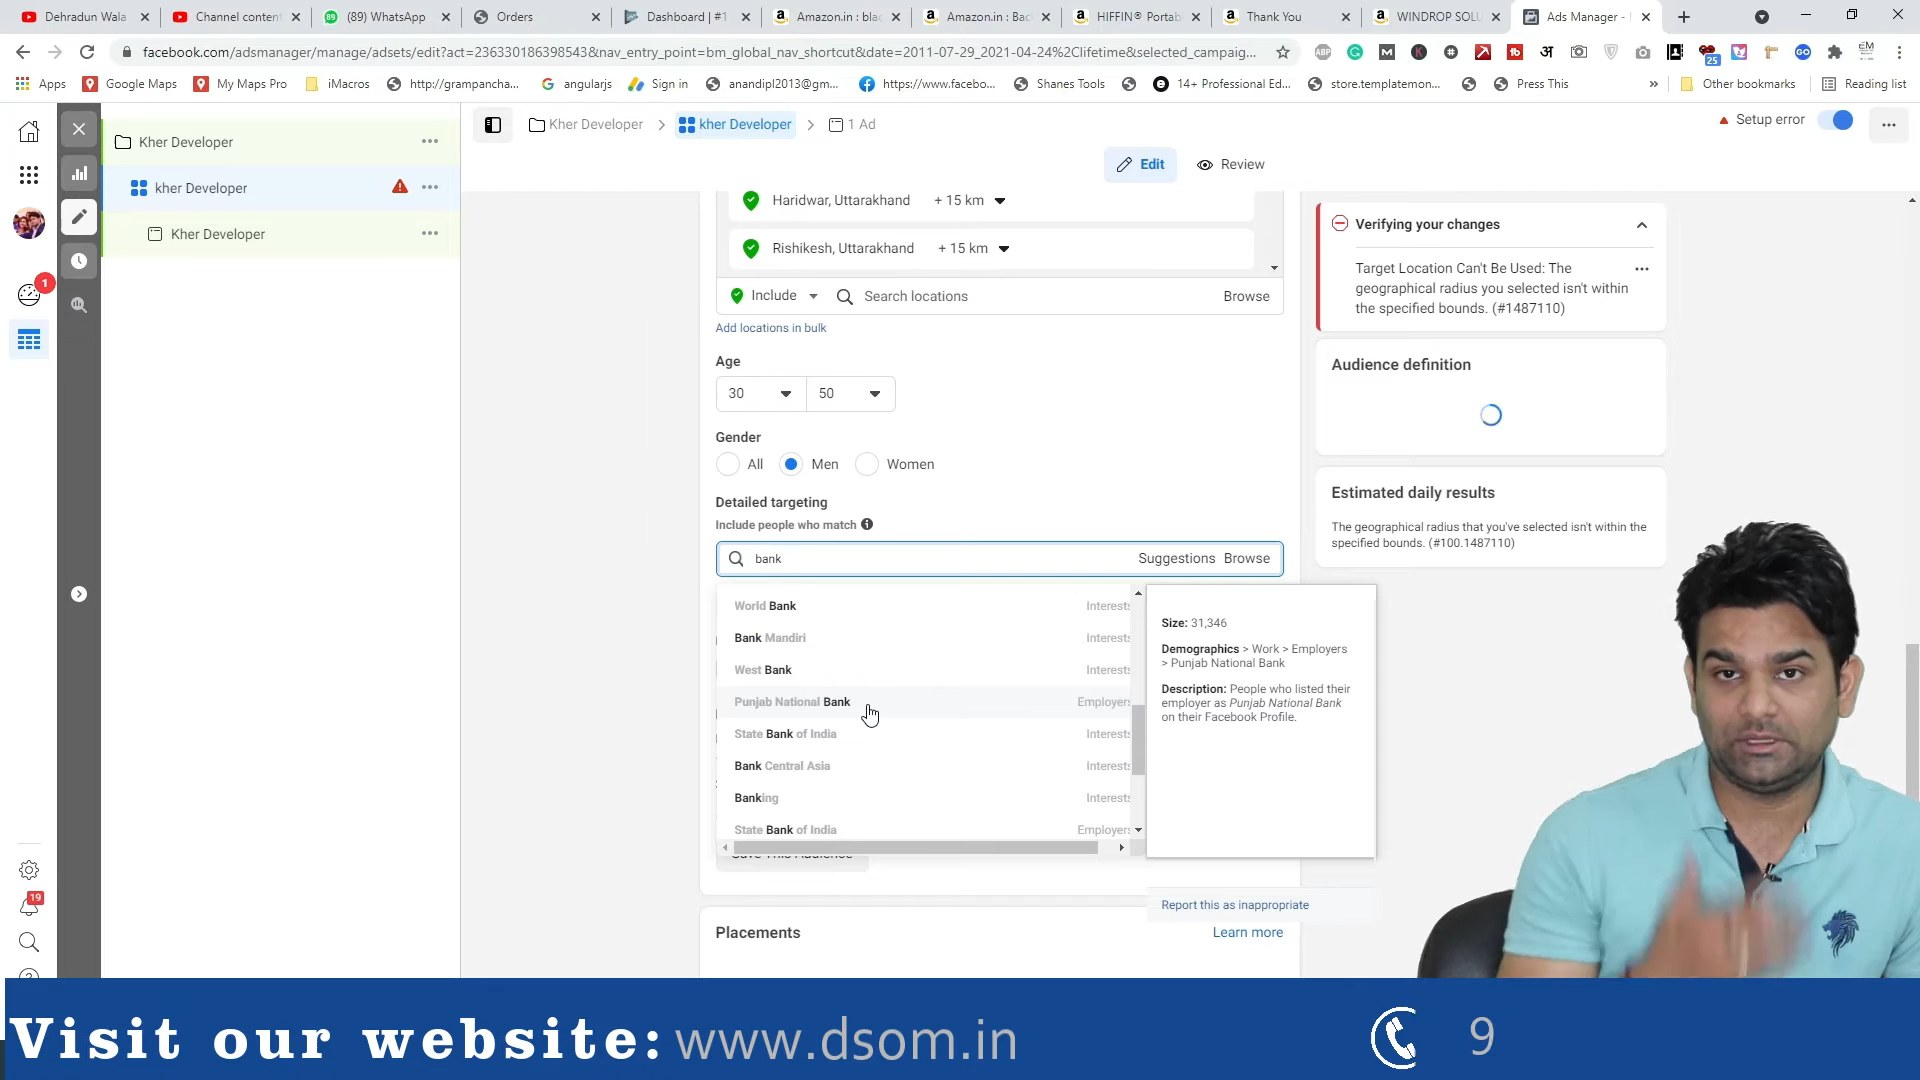 Dehradun Wala
Channel content
(89) WhatsApp
Orders
Dashboard | #1
Amazon.in : blac
Amazon.in : Bac
HIFFIN® Portab
Thank You
WINDROP SOLU
Ads Manager -
facebook.com/adsmanager/manage/adsets/edit?act=236330186398543&nav_entry_point=bm_global_nav_shortcut&date=2011-07-29_2021-04-24%2Clifetime&selected_campaig...
Apps
Google Maps
My Maps Pro
iMacros
http://grampancha...
angularjs
Sign in
anandipl2013@gm...
https://www.facebo...
Shanes Tools
14+ Professional Ed...
store.templatemon...
Press This
»
Other bookmarks
Reading list
25
Kher Developer
kher Developer
Kher Developer
1
19
Kher Developer > kher Developer > 1 Ad
Setup error
Edit
Review
Haridwar, Uttarakhand + 15 km
Rishikesh, Uttarakhand + 15 km
Include
Search locations
Browse
Add locations in bulk
Age
30
50
Gender
All
Men
Women
Detailed targeting
Include people who match
bank
Suggestions
Browse
World Bank Interests
Bank Mandiri Interests
West Bank Interests
Punjab National Bank Employers
State Bank of India Interests
Bank Central Asia Interests
Banking Interests
State Bank of India Employers
Size: 31,346
Demographics > Work > Employers
> Punjab National Bank
Description: People who listed their
employer as Punjab National Bank
on their Facebook Profile.
Report this as inappropriate
Save This Audience
Placements
Learn more
Verifying your changes
Target Location Can't Be Used: The
geographical radius you selected isn't within
the specified bounds. (#1487110)
Audience definition
Estimated daily results
The geographical radius that you've selected isn't within the
specified bounds. (#100.1487110)
Visit our website: www.dsom.in
9